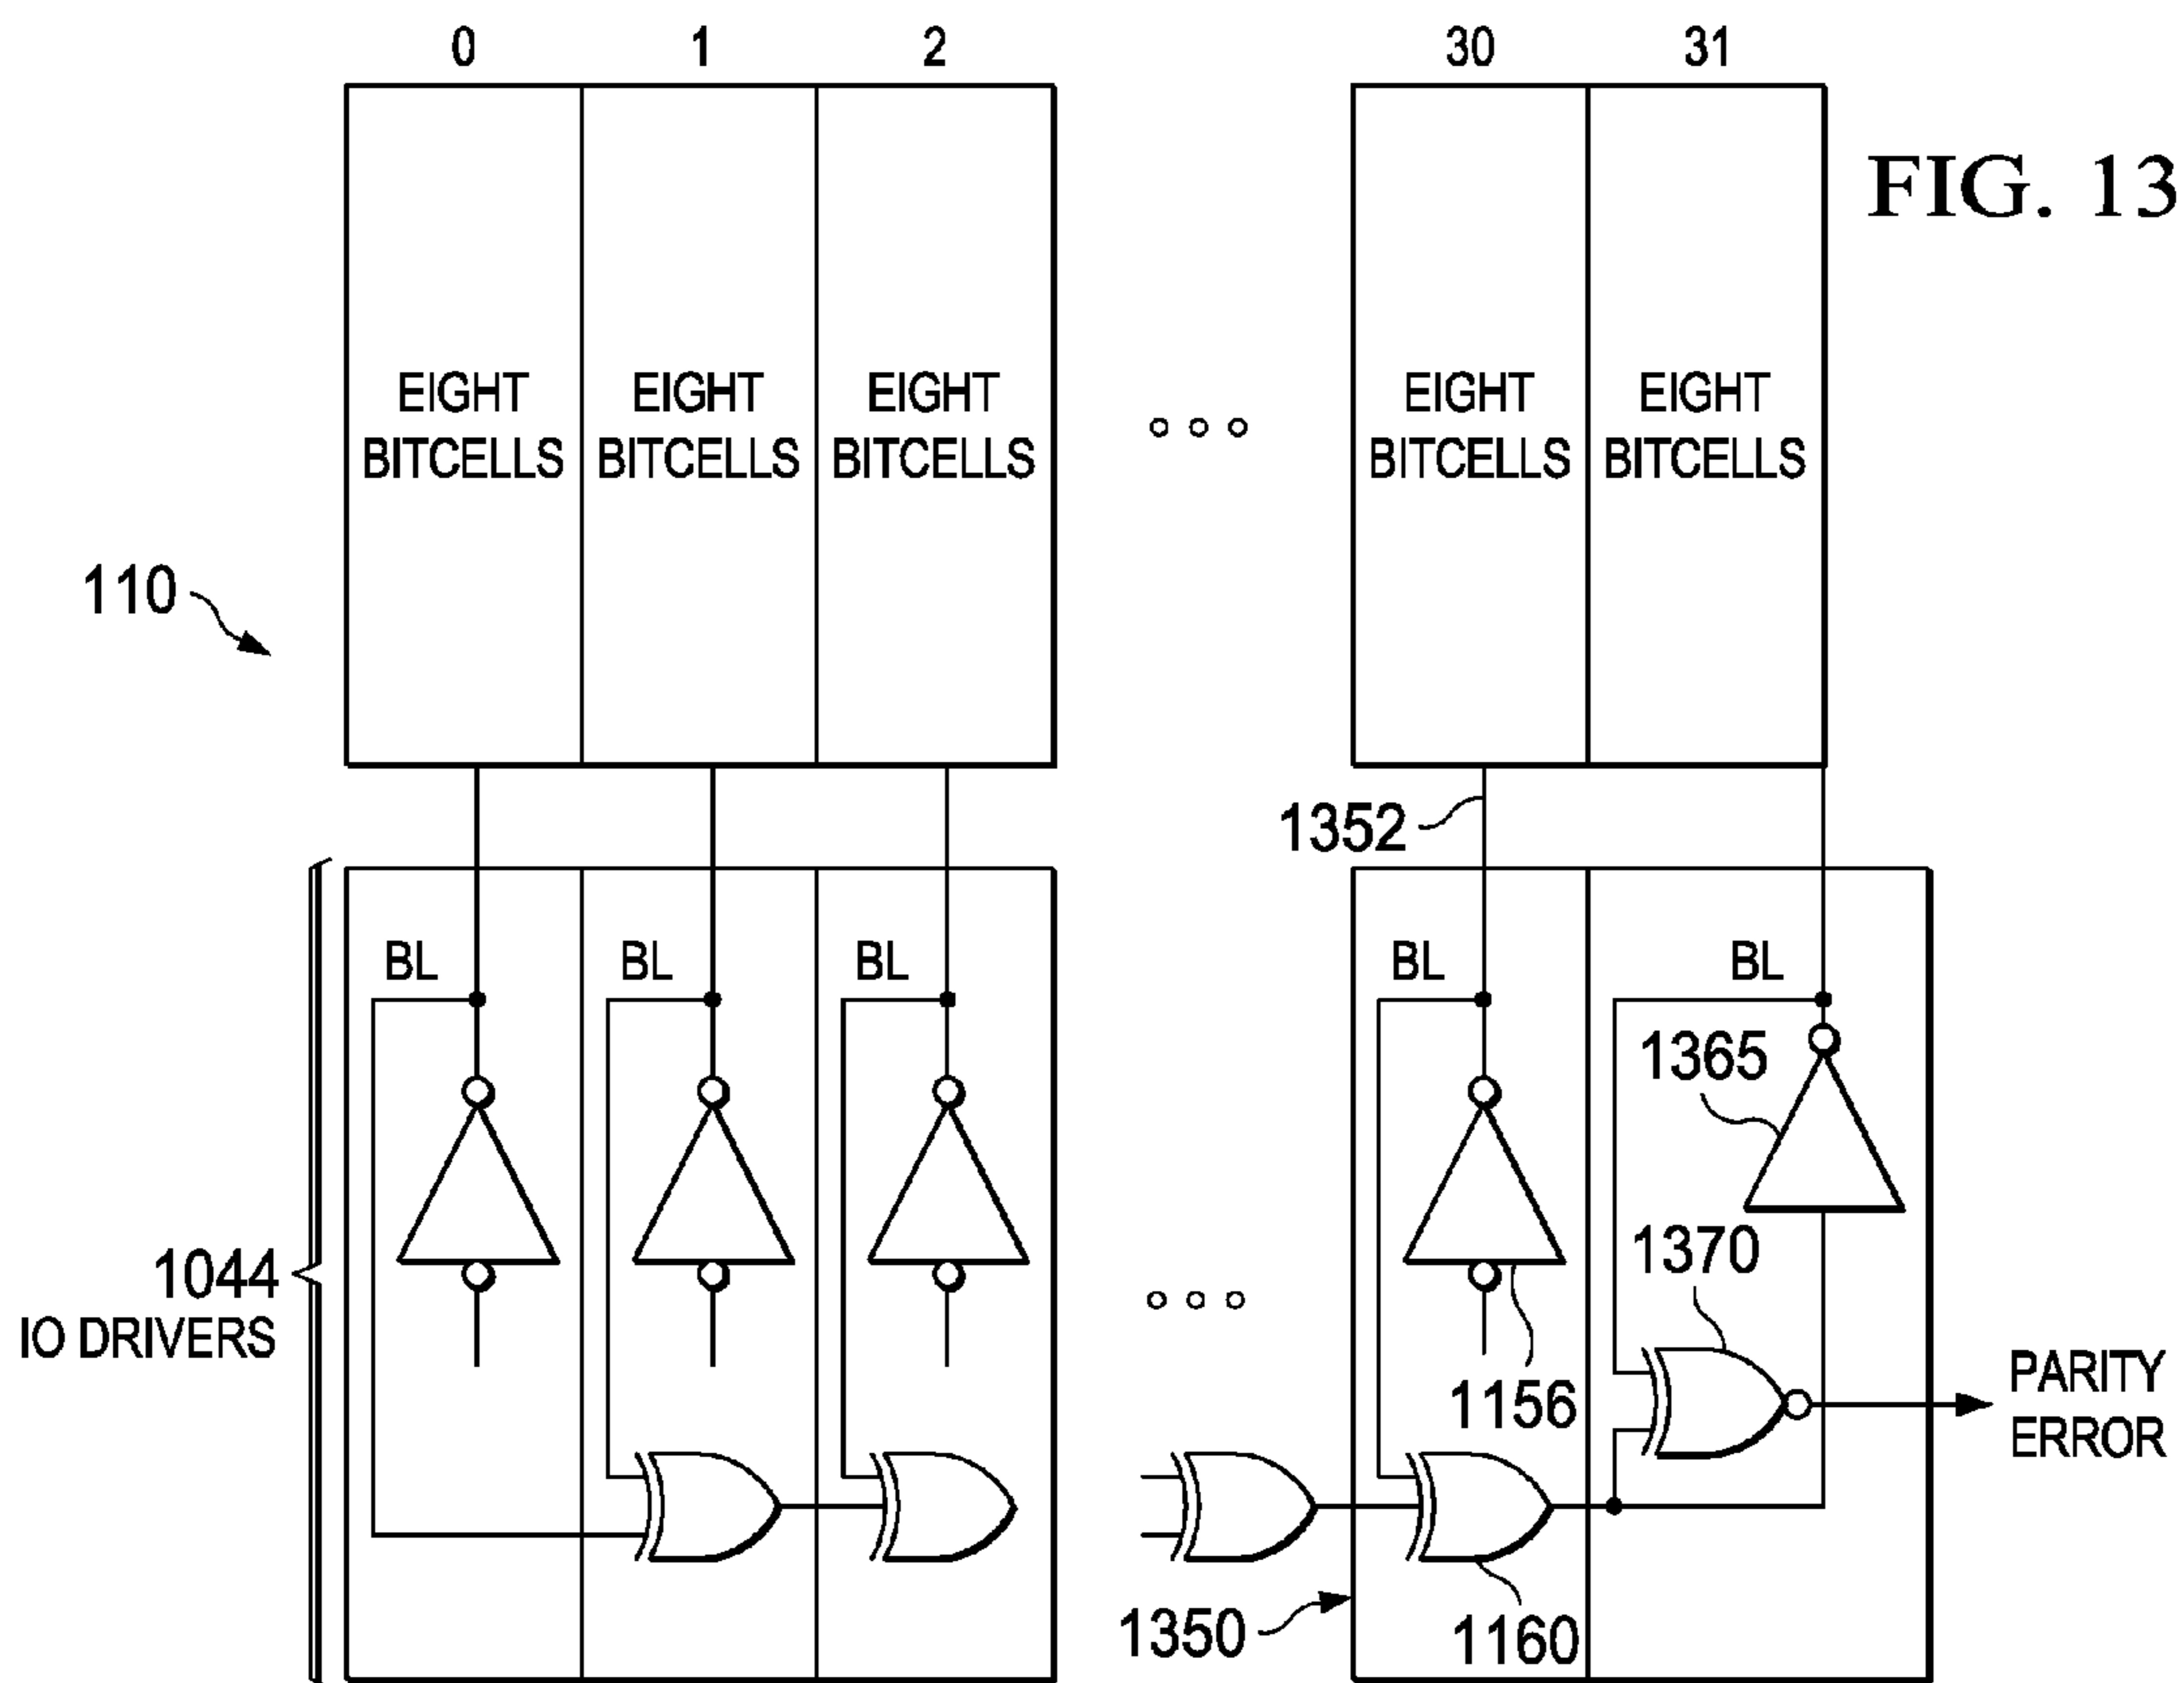 0 1 2 30 31
FIG. 13
EIGHT BITCELLS
EIGHT BITCELLS
EIGHT BITCELLS
EIGHT BITCELLS
EIGHT BITCELLS
110
1352
BL BL BL BL BL
1365
1370
1044
IO DRIVERS
1156
PARITY
ERROR
1350
1160